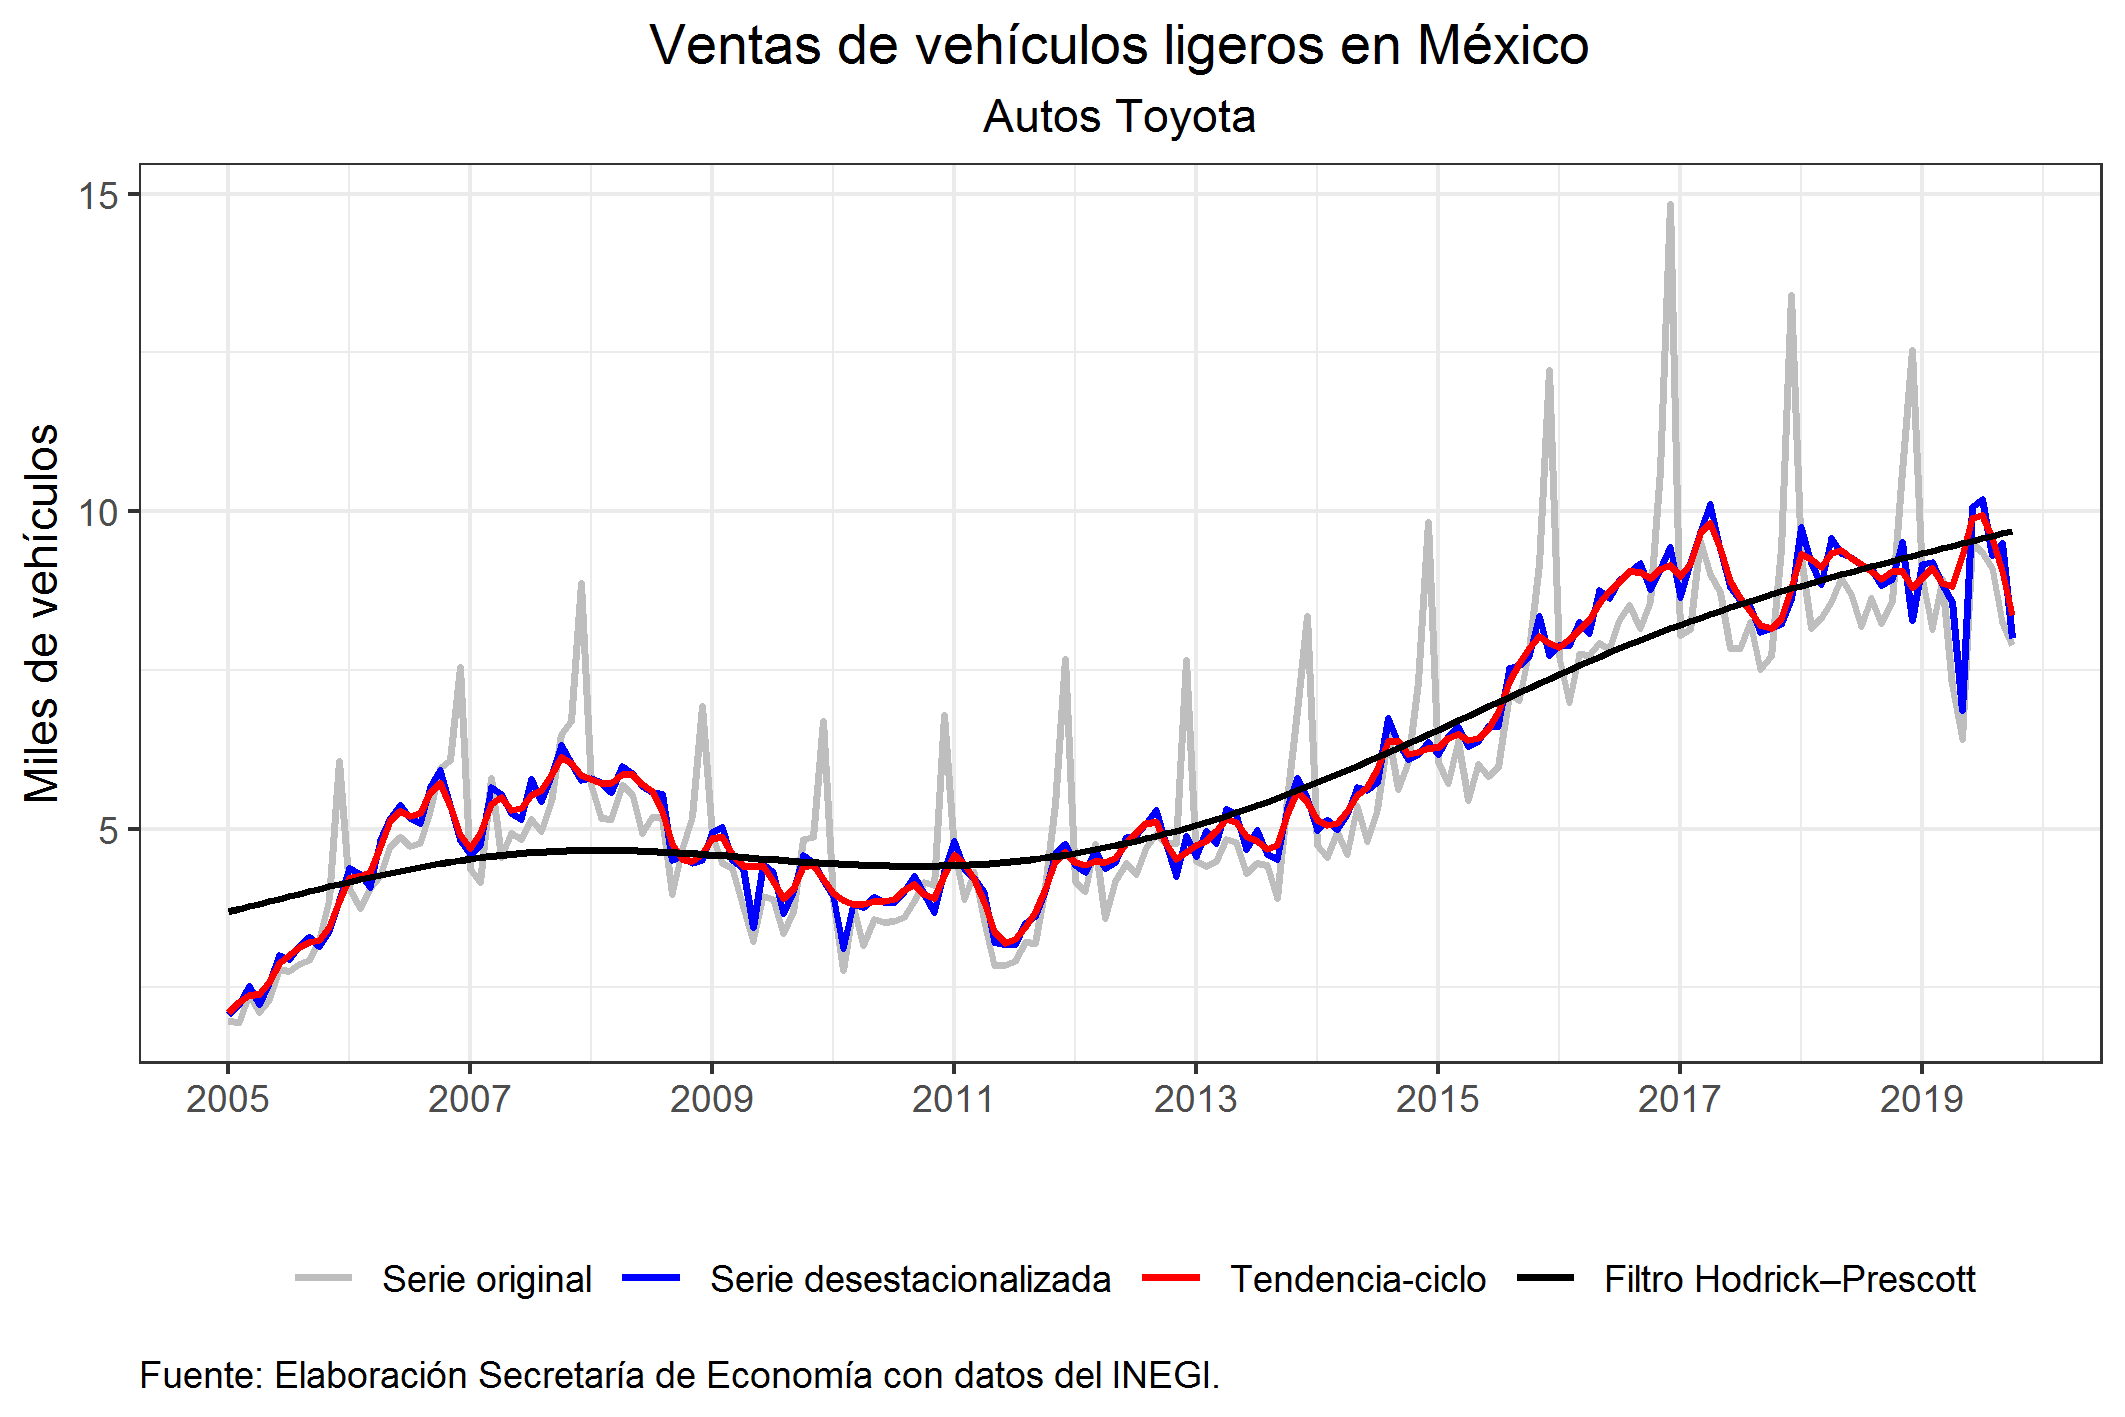 Ventas de vehículos ligeros en México
Autos Toyota
Miles de vehículos
15
10
5
2005 2007 2009 2011 2013 2015 2017 2019
Serie original Serie desestacionalizada Tendencia-ciclo Filtro Hodrick–Prescott
Fuente: Elaboración Secretaría de Economía con datos del INEGI.